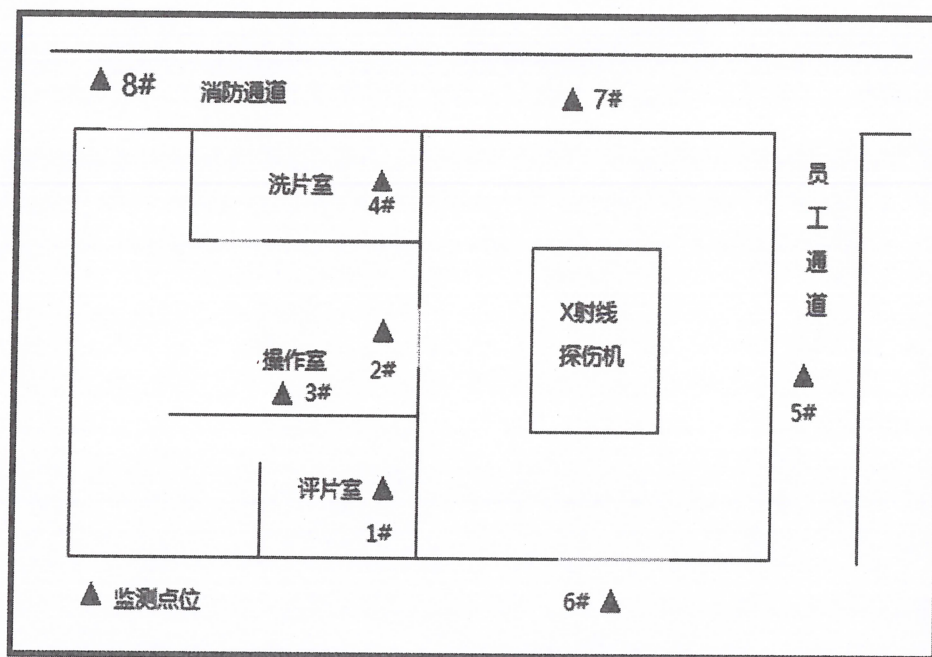 8#
消防通道
7#
洗片室
4#
员工通道
X射线
探伤机
操作室
2#
3#
5#
评片室
1#
监测点位
6#